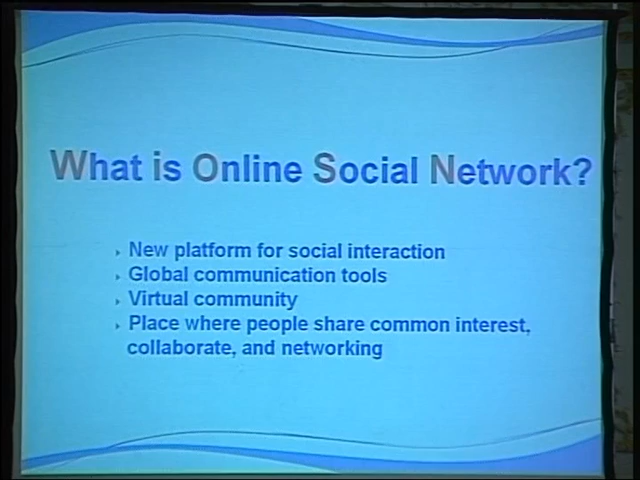 What is Online Social Network?
New platform for social interaction
Global communication tools
Virtual community
Place where people share common interest,
collaborate, and networking